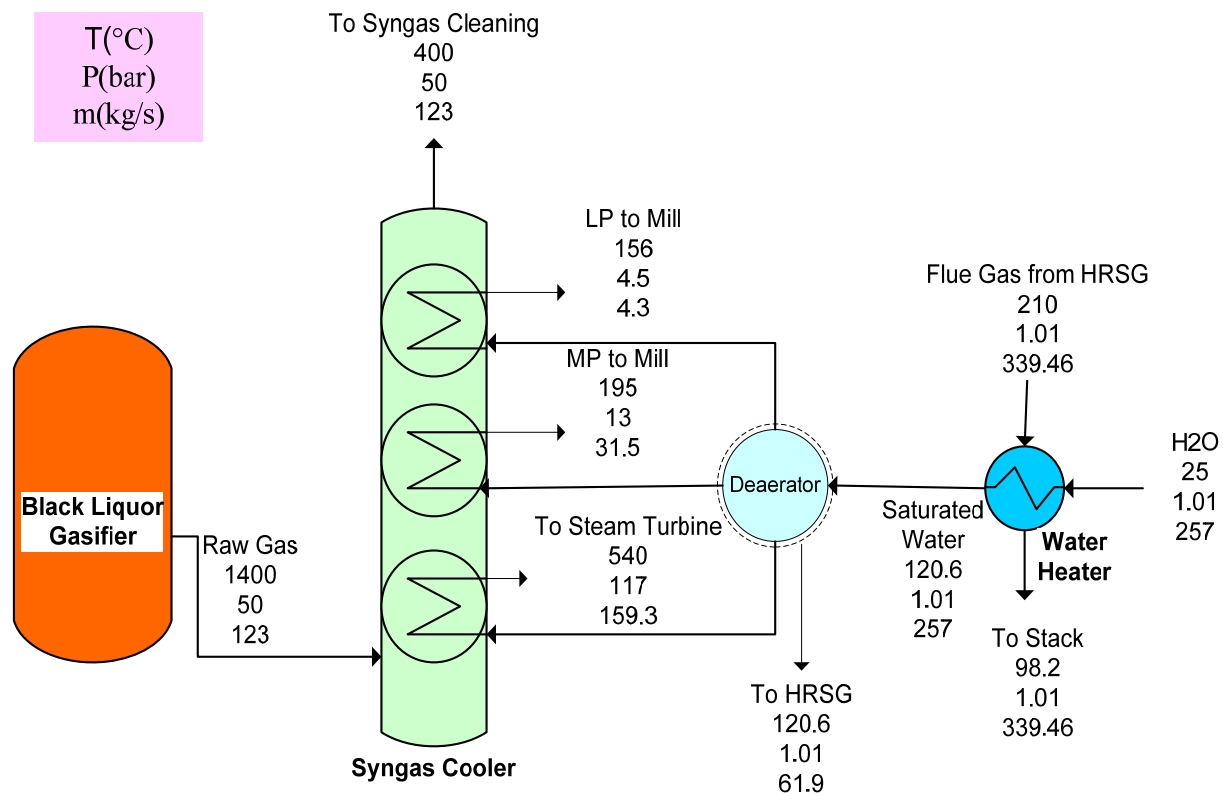 T(°C)
P(bar)
m(kg/s)
To Syngas Cleaning
400
50
123
LP to Mill
156
4.5
4.3
MP to Mill
195
13
31.5
To Steam Turbine
540
117
159.3
Black Liquor
Gasifier
Raw Gas
1400
50
123
Syngas Cooler
Deaerator
To HRSG
120.6
1.01
61.9
Flue Gas from HRSG
210
1.01
339.46
H2O
25
1.01
257
Saturated
Water
120.6
1.01
257
Water
Heater
To Stack
98.2
1.01
339.46